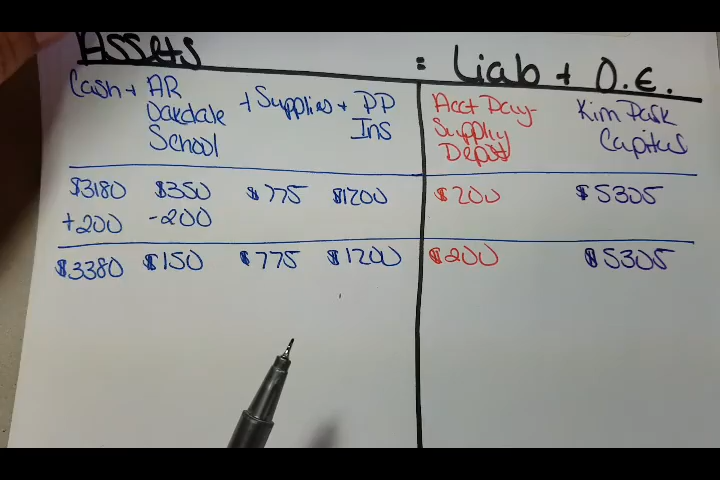 Assets = Liab + O.E.
Cash + AR Oakdale School + Supplies + PP Ins
Acct Pay- Supply Depot
Kim Park Capital
$3180 $350 $775 $1200 $200 $5305
+200 -200
$3380 $150 $775 $1200 $200 $5305